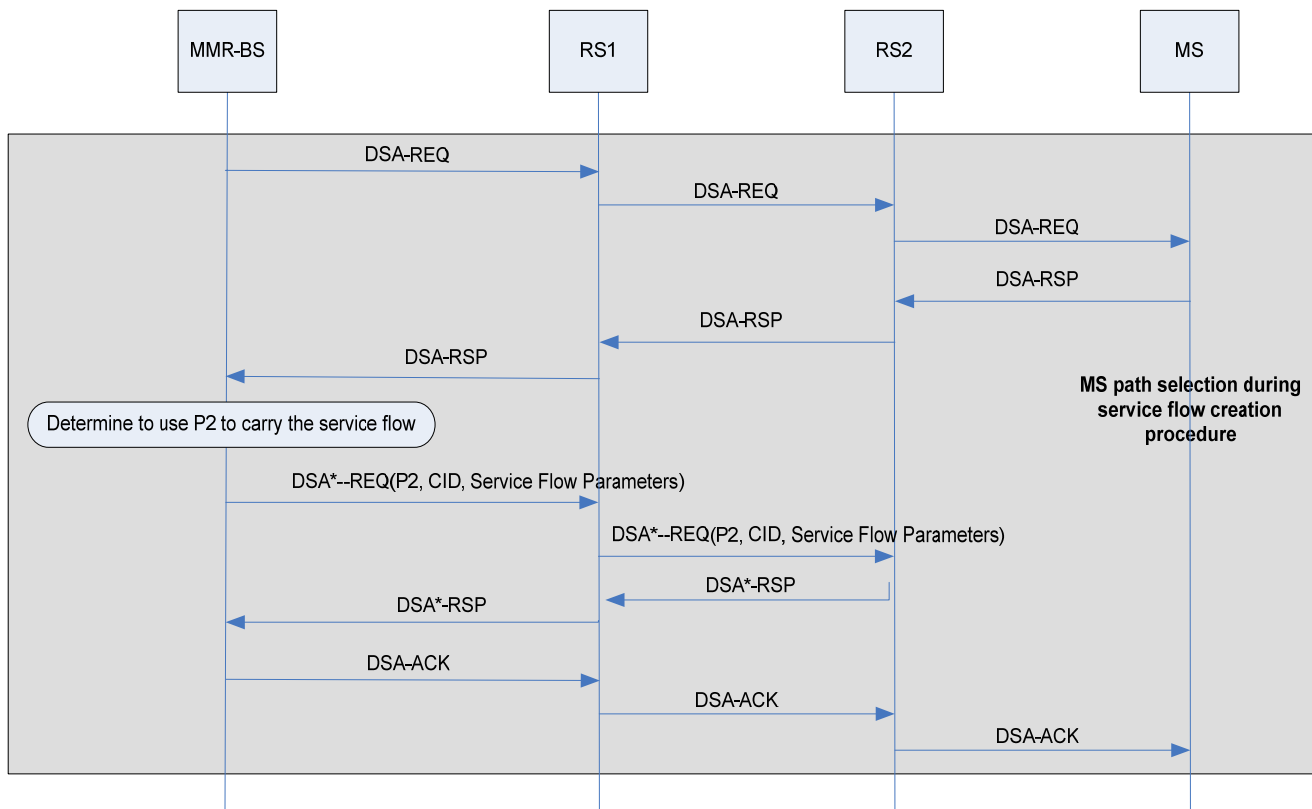 MMR-BS
RS1
RS2
MS
DSA-REQ
DSA-REQ
DSA-REQ
DSA-RSP
DSA-RSP
DSA-RSP
MS path selection during
service flow creation
procedure
Determine to use P2 to carry the service flow
DSA*--REQ(P2, CID, Service Flow Parameters)
DSA*--REQ(P2, CID, Service Flow Parameters)
DSA*-RSP
DSA*-RSP
DSA-ACK
DSA-ACK
DSA-ACK